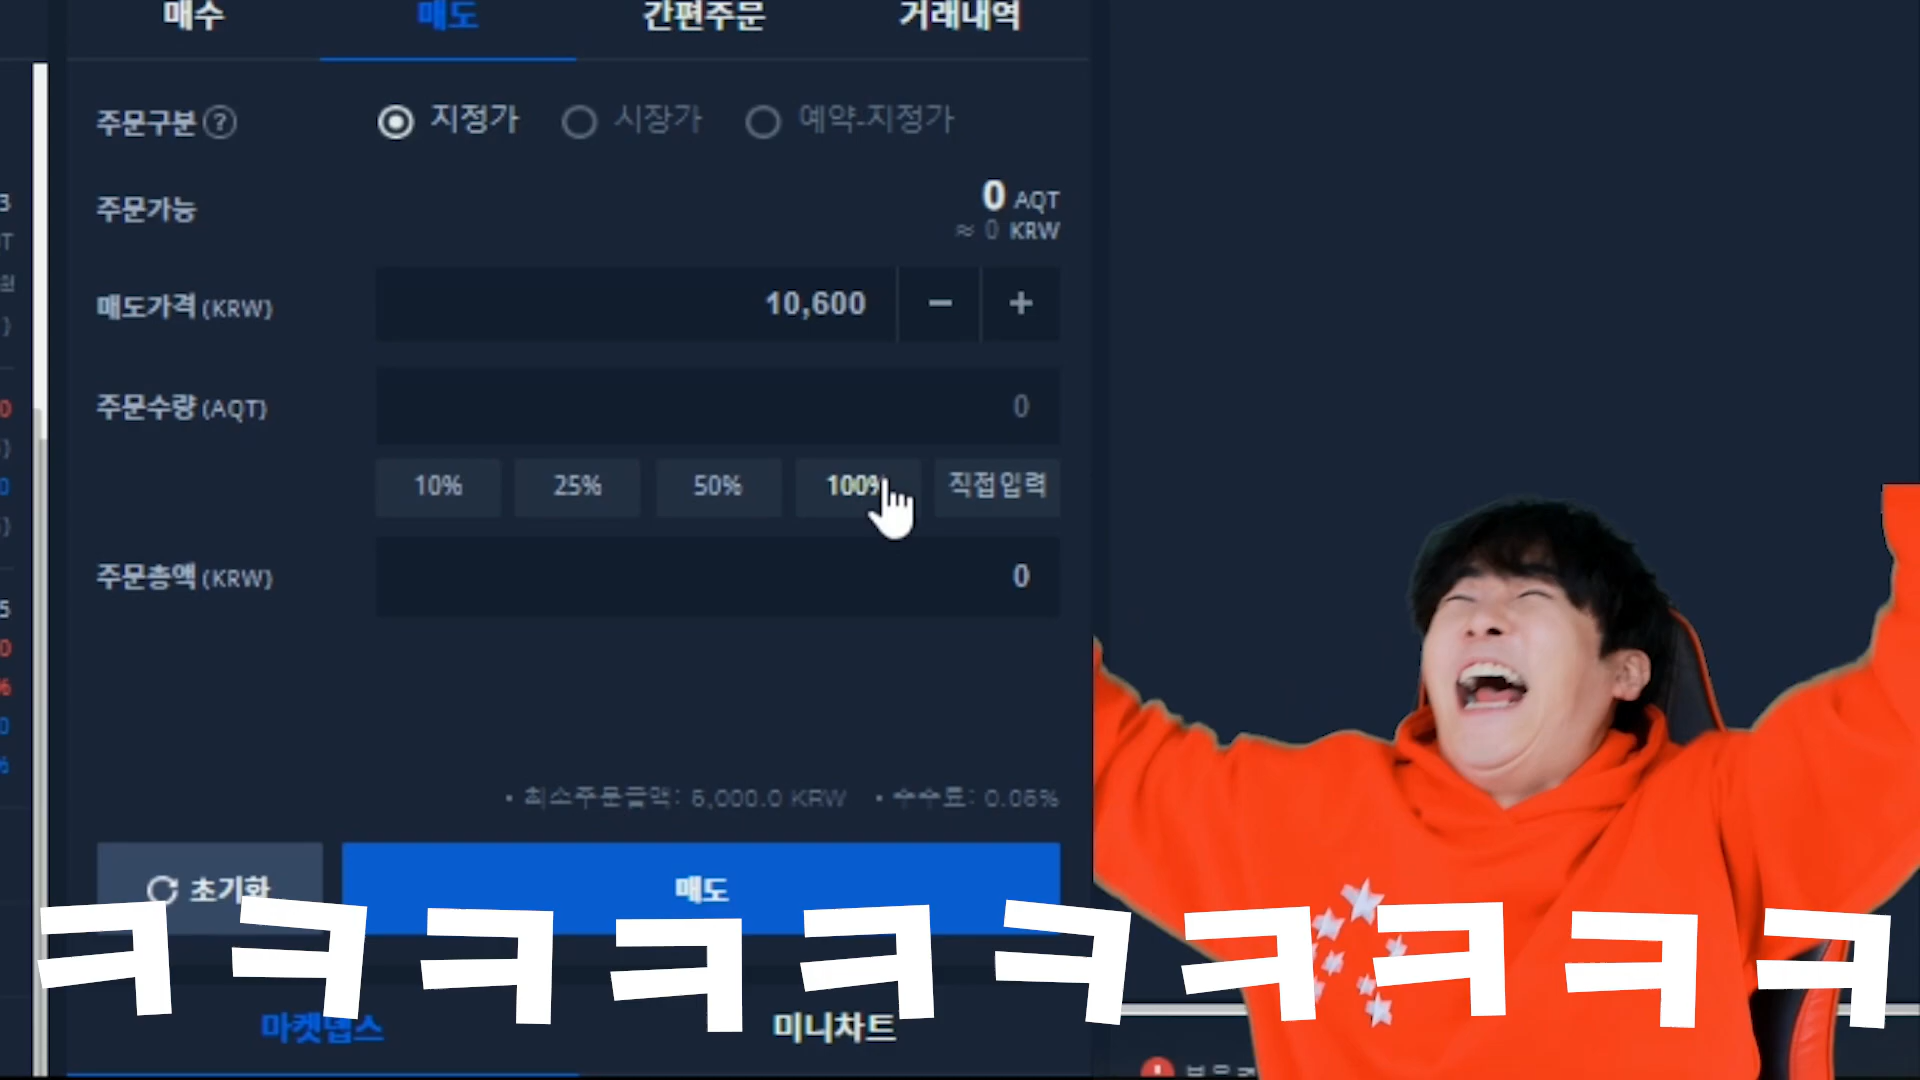 매수 매도 간편주문 거래내역
주문구분 ? 지정가 시장가 예약-지정가
주문가능 0 AQT
≈ 0 KRW
매도가격 (KRW) 10,600 − +
주문수량 (AQT) 0
10% 25% 50% 100% 직접입력
주문총액 (KRW) 0
• 최소주문금액: 5,000.0 KRW • 수수료: 0.05%
초기화 매도
ㅋㅋㅋㅋㅋㅋㅋㅋㅋㅋ
마켓뎁스 미니차트